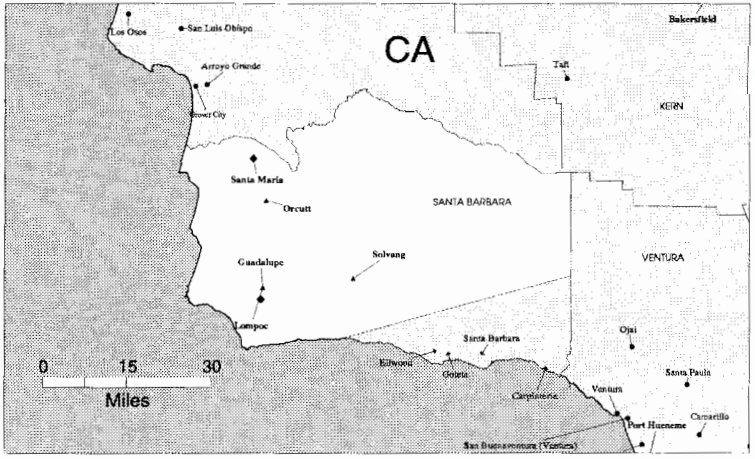 Bakersfield
Los Osos
San Luis Obispo
CA
Arroyo Grande
Taft
KERN
Grover City
Santa Maria
Orcutt
SANTA BARBARA
Guadalupe
Solvang
VENTURA
Lompoc
Ojai
Santa Barbara
Ellwood
Goleta
0 15 30
Miles
Santa Paula
Carpinteria
Ventura
Camarillo
Port Hueneme
San Buenaventura (Ventura)